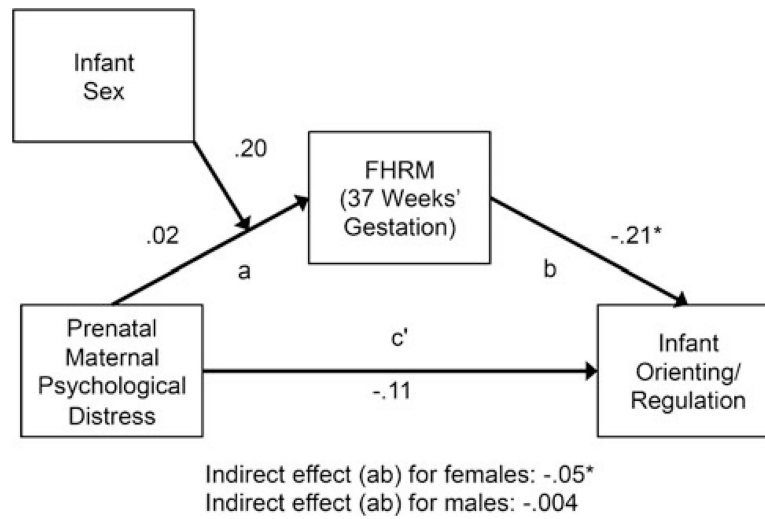 Infant
Sex
.20
FHRM
(37 Weeks'
Gestation)
.02
a
b
-.21*
Prenatal
Maternal
Psychological
Distress
c'
-.11
Infant
Orienting/
Regulation
Indirect effect (ab) for females: -.05*
Indirect effect (ab) for males: -.004